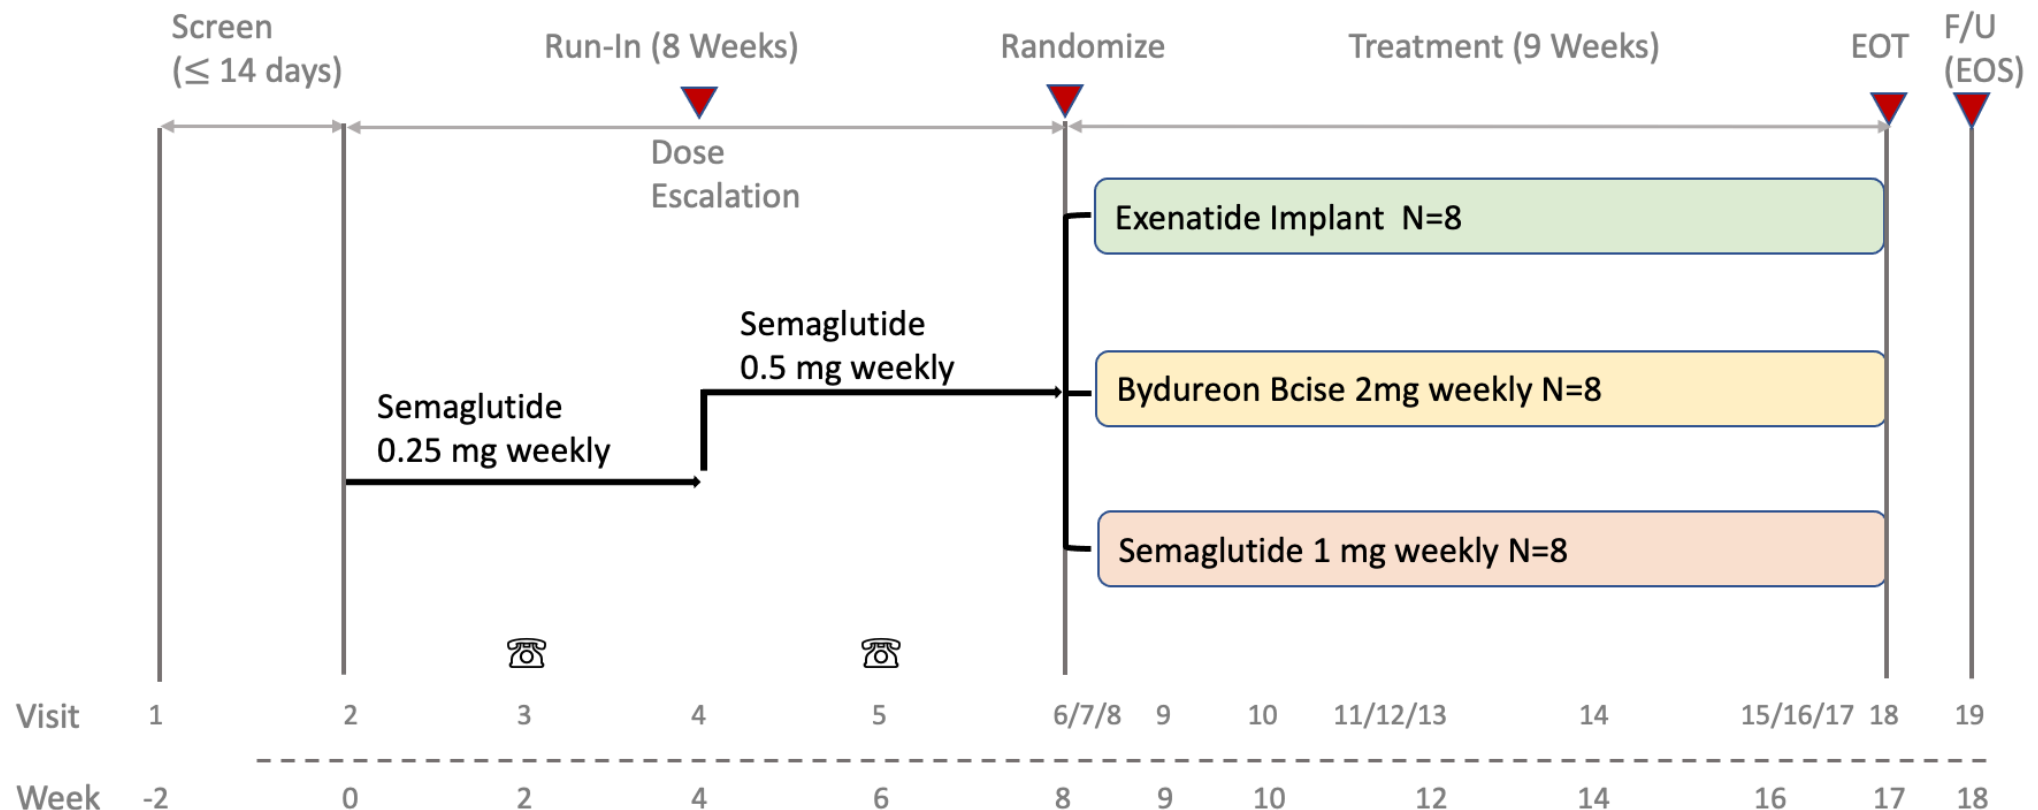 Screen
(≤ 14 days)
Run-In (8 Weeks)
Randomize
Treatment (9 Weeks)
EOT
F/U
(EOS)
Dose
Escalation
Exenatide Implant  N=8
Semaglutide
0.5 mg weekly
Bydureon Bcise 2mg weekly N=8
Semaglutide
0.25 mg weekly
Semaglutide 1 mg weekly N=8
Visit 1 2 3 4 5 6/7/8 9 10 11/12/13 14 15/16/17 18 19
Week -2 0 2 4 6 8 9 10 12 14 16 17 18